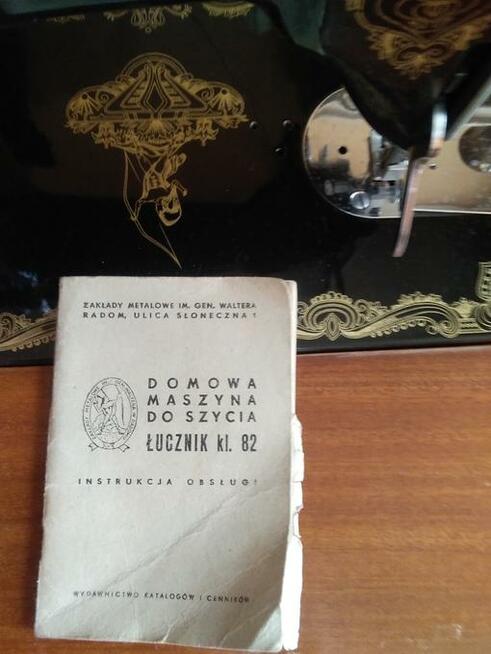 ZAKŁADY METALOWE IM. GEN. WALTERA
RADOM, ULICA SŁONECZNA 1
DOMOWA
MASZYNA
DO SZYCIA
ŁUCZNIK kl. 82
INSTRUKCJA OBSŁUGI
WYDAWNICTWO KATALOGÓW I CENNIKÓW